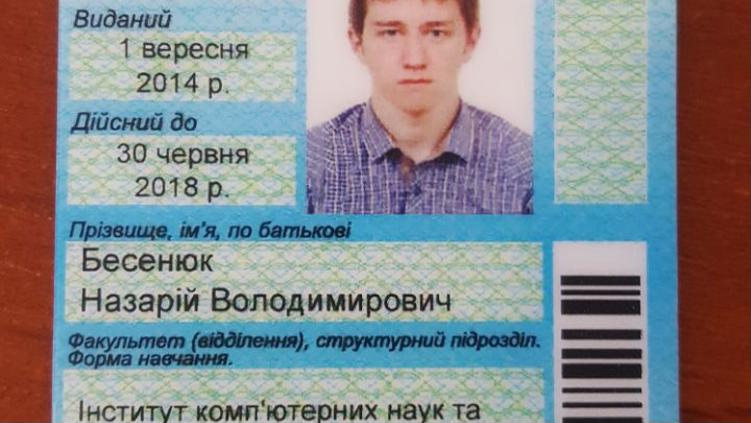 Виданий
1 вересня
2014 р.
Дійсний до
30 червня
2018 р.
Прізвище, ім'я, по батькові
Бесенюк
Назарій Володимирович
Факультет (відділення), структурний підрозділ.
Форма навчання.
Інститут комп'ютерних наук та